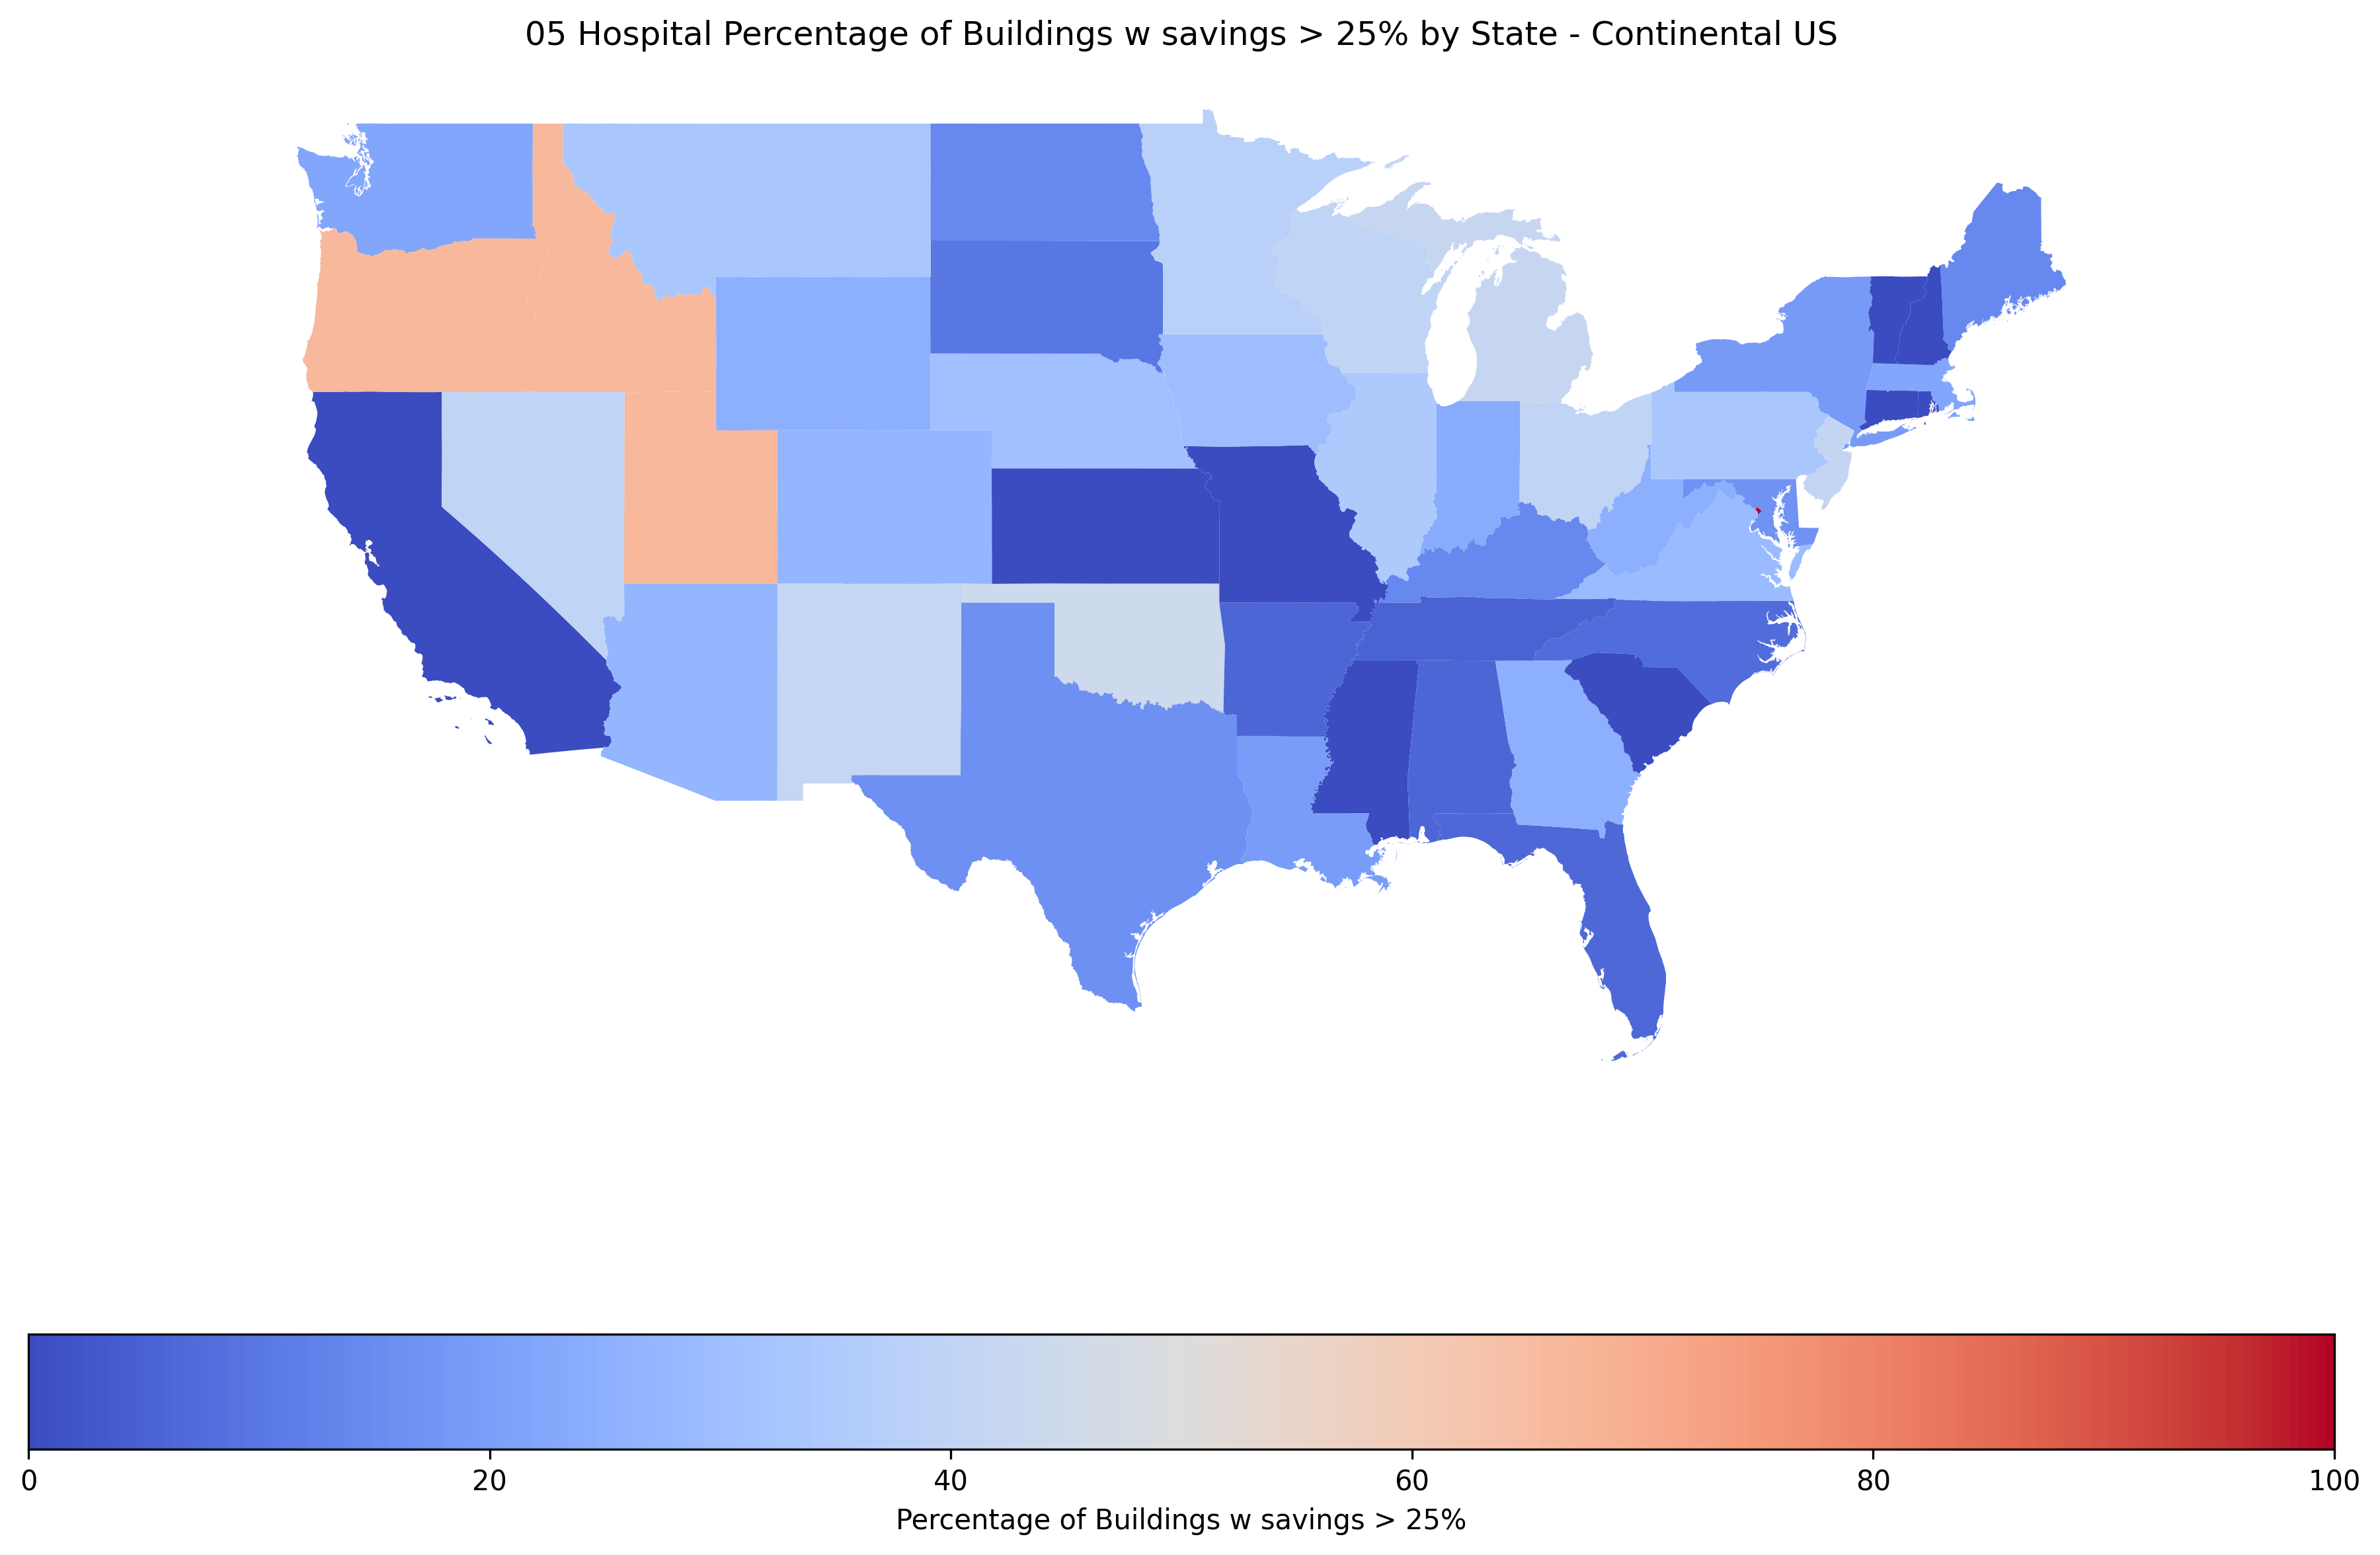 05 Hospital Percentage of Buildings w savings > 25% by State - Continental US
0 20 40 60 80 100
Percentage of Buildings w savings > 25%